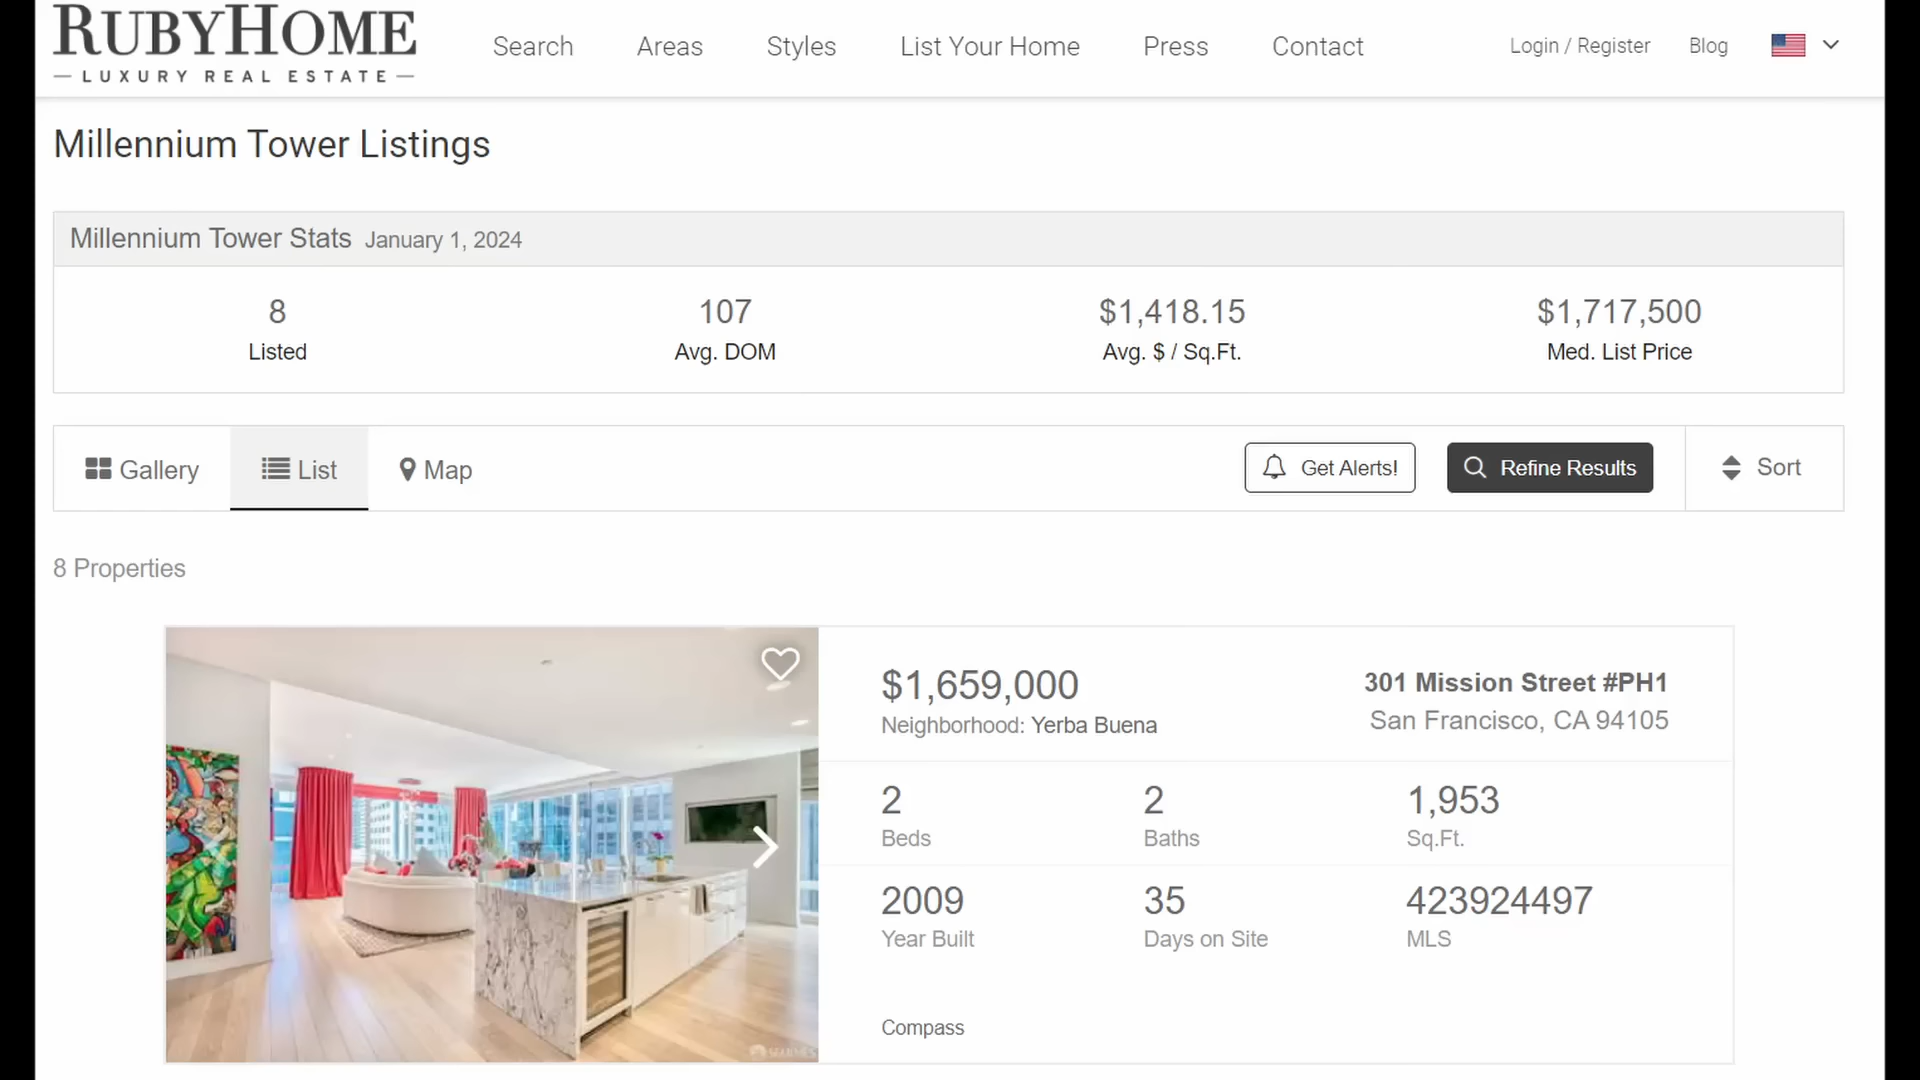 RUBYHOME
LUXURY REAL ESTATE
Search
Areas
Styles
List Your Home
Press
Contact
Login / Register
Blog
Millennium Tower Listings
Millennium Tower Stats January 1, 2024
8
Listed
107
Avg. DOM
$1,418.15
Avg. $ / Sq.Ft.
$1,717,500
Med. List Price
Gallery
List
Map
Get Alerts!
Refine Results
Sort
8 Properties
$1,659,000
Neighborhood: Yerba Buena
301 Mission Street #PH1
San Francisco, CA 94105
2
Beds
2
Baths
1,953
Sq.Ft.
2009
Year Built
35
Days on Site
423924497
MLS
Compass